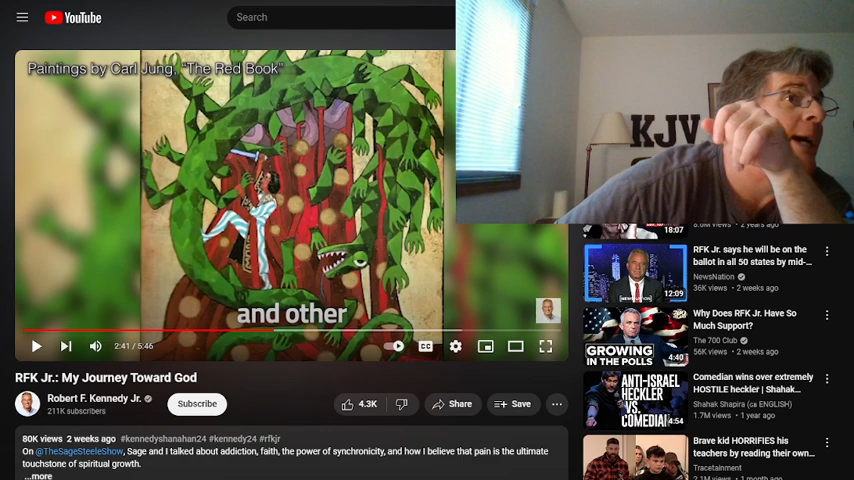 YouTube
Search
Paintings by Carl Jung, "The Red Book"
KJV
and other
2:41 / 5:46
CC
RFK Jr.: My Journey Toward God
Robert F. Kennedy Jr.
211K subscribers
Subscribe
4.3K
Share
Save
80K views 2 weeks ago #kennedyshanahan24 #kennedy24 #rfkjr
On @TheSageSteeleShow, Sage and I talked about addiction, faith, the power of synchronicity, and how I believe that pain is the ultimate
touchstone of spiritual growth.
...more
18:07
RFK Jr. says he will be on the
ballot in all 50 states by mid-...
NewsNation
36K views • 2 weeks ago
12:09
Why Does RFK Jr. Have So
Much Support?
The 700 Club
56K views • 2 weeks ago
GROWING
IN THE POLLS
4:40
Comedian wins over extremely
HOSTILE heckler | Shahak...
Shahak Shapira (ENGLISH)
1.7M views • 1 year ago
ANTI-ISRAEL
HECKLER
VS.
COMEDIAN
4:54
Brave kid HORRIFIES his
teachers by reading their own...
Tracetainment